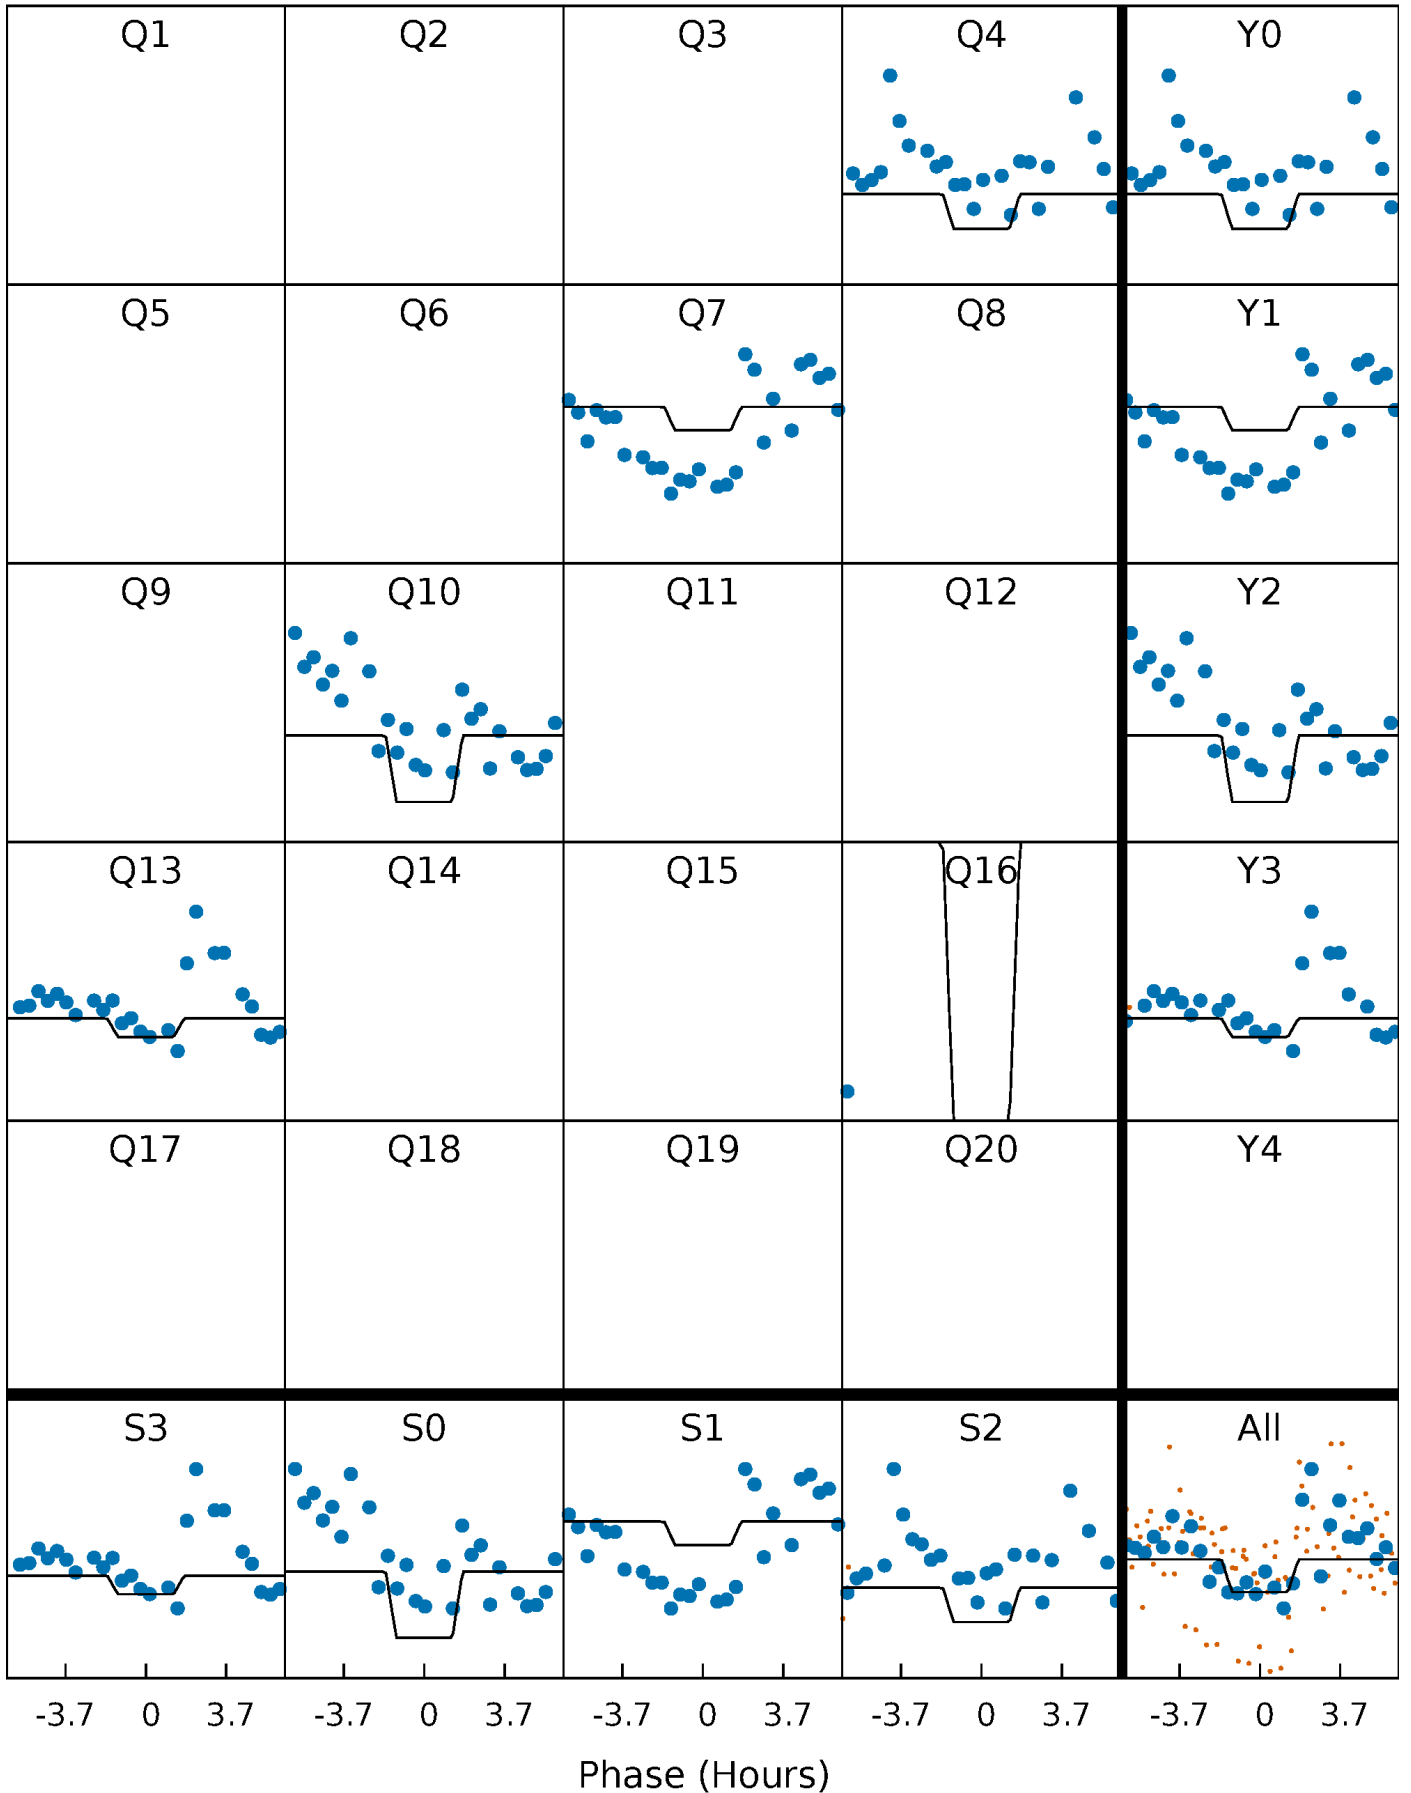 Q1 Q2 Q3 Q4 Y0
Q5 Q6 Q7 Q8 Y1
Q9 Q10 Q11 Q12 Y2
Q13 Q14 Q15 Q16 Y3
Q17 Q18 Q19 Q20 Y4
S3 S0 S1 S2 All
-3.7 0 3.7 -3.7 0 3.7 -3.7 0 3.7 -3.7 0 3.7 -3.7 0 3.7
Phase (Hours)